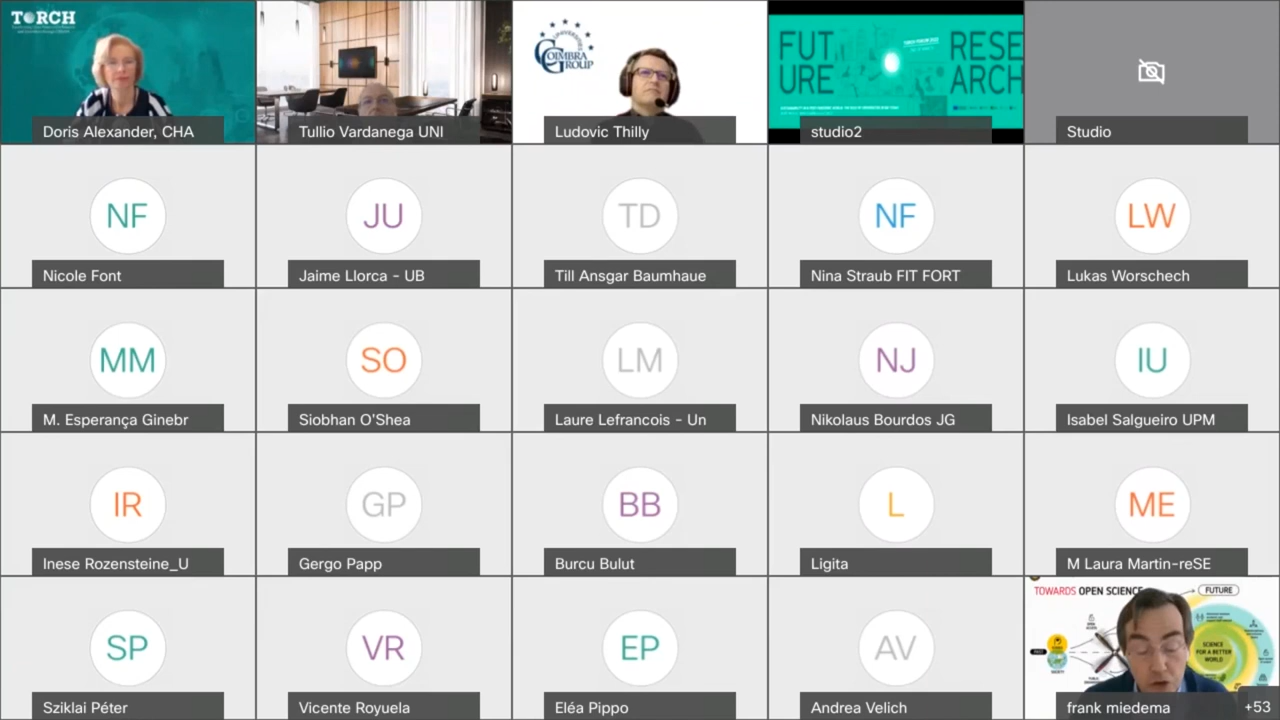 TORCH
Doris Alexander, CHA
Tullio Vardanega UNI
COIMBRA
GROUP
Ludovic Thilly
FUT
URE
RESE
ARCH
studio2
Studio
NF
Nicole Font
JU
Jaime Llorca - UB
TD
Till Ansgar Baumhaue
NF
Nina Straub FIT FORT
LW
Lukas Worschech
MM
M. Esperança Ginebr
SO
Siobhan O'Shea
LM
Laure Lefrancois - Un
NJ
Nikolaus Bourdos JG
IU
Isabel Salgueiro UPM
IR
Inese Rozensteine_U
GP
Gergo Papp
BB
Burcu Bulut
L
Ligita
ME
M Laura Martin-reSE
SP
Sziklai Péter
VR
Vicente Royuela
EP
Eléa Pippo
AV
Andrea Velich
TOWARDS OPEN SCIENCE
FUTURE
SCIENCE
FOR A BETTER
WORLD
frank miedema
+53